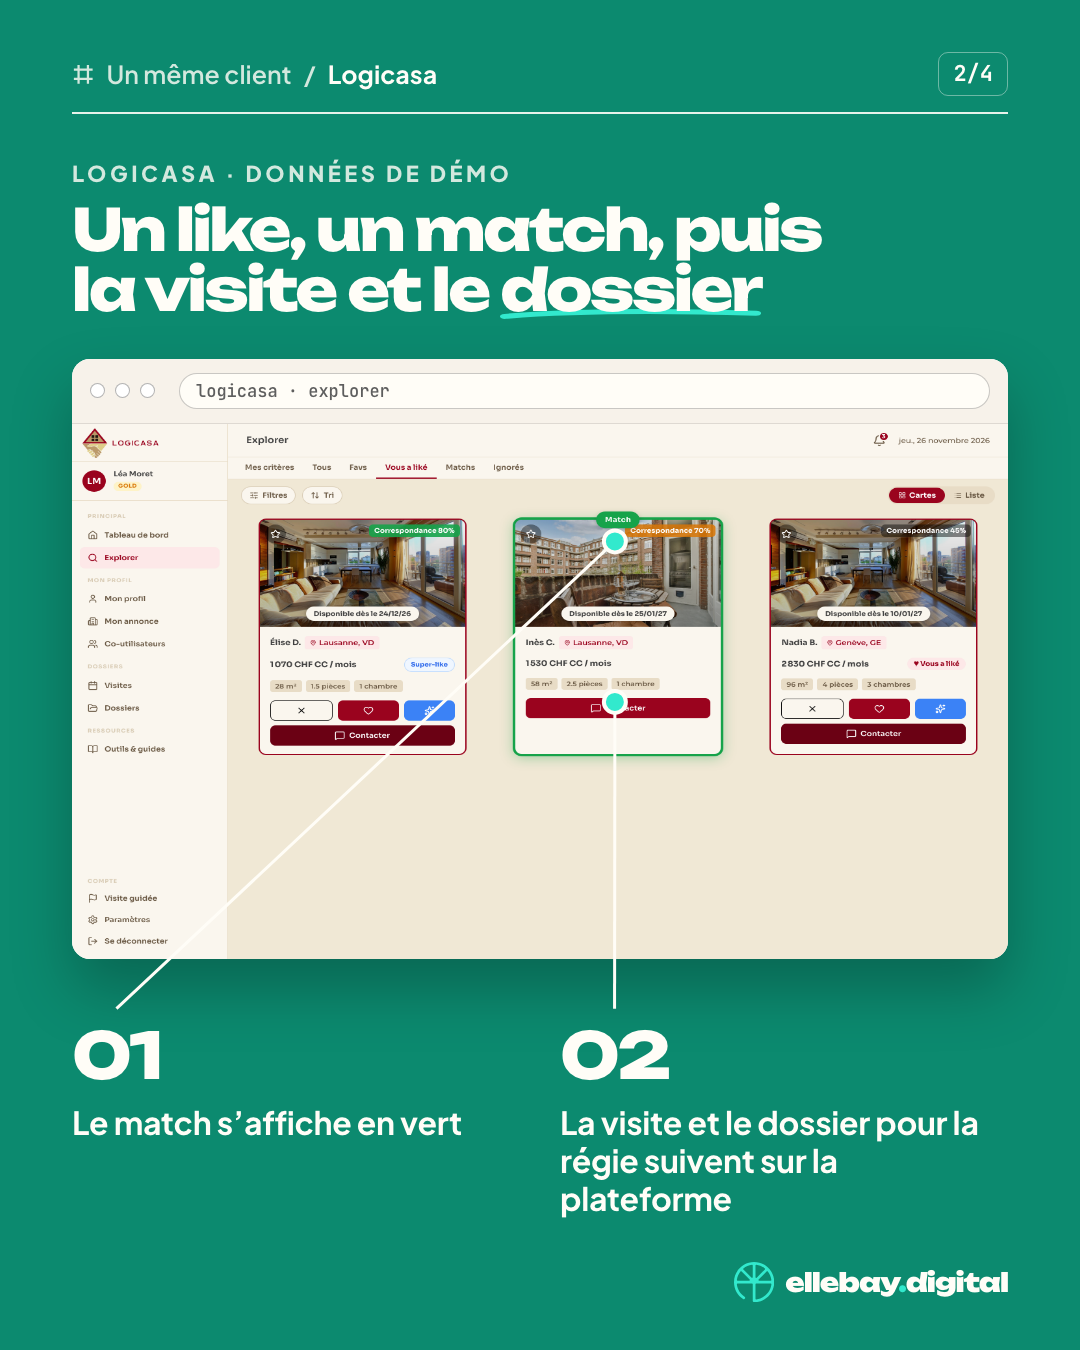 # Un même client / Logicasa
2/4
LOGICASA · DONNÉES DE DÉMO
Un like, un match, puis
la visite et le dossier
logicasa · explorer
LOGICASA
Explorer
3
jeu., 26 novembre 2026
LM
Léa Moret
GOLD
Mes critères Tous Favs Vous a liké Matchs Ignorés
Filtres Tri
Cartes Liste
PRINCIPAL
Tableau de bord
Explorer
MON PROFIL
Mon profil
Mon annonce
Co-utilisateurs
DOSSIERS
Visites
Dossiers
RESSOURCES
Outils & guides
COMPTE
Visite guidée
Paramètres
Se déconnecter
Correspondance 80%
Disponible dès le 24/12/26
Élise D. Lausanne, VD
1 070 CHF CC / mois
Super-like
28 m² 1.5 pièces 1 chambre
Contacter
Match
Correspondance 70%
Disponible dès le 25/01/27
Inès C. Lausanne, VD
1 530 CHF CC / mois
58 m² 2.5 pièces 1 chambre
cter
Correspondance 45%
Disponible dès le 10/01/27
Nadia B. Genève, GE
2 830 CHF CC / mois
♥ Vous a liké
96 m² 4 pièces 3 chambres
Contacter
01
Le match s’affiche en vert
02
La visite et le dossier pour la
régie suivent sur la
plateforme
ellebay.digital